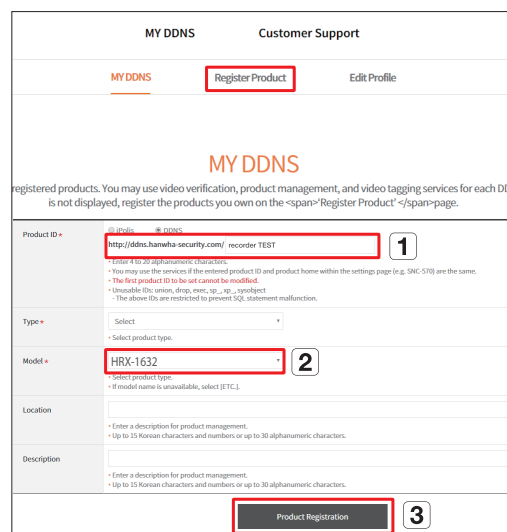 MY DDNS Customer Support
MY DDNS Register Product Edit Profile
MY DDNS
registered products. You may use video verification, product management, and video tagging services for each DD
is not displayed, register the products you own on the <span>'Register Product' </span>page.
Product ID *
iPolis DDNS
http://ddns.hanwha-security.com/ recorder TEST
1
• Enter 4 to 20 alphanumeric characters.
• You may use the services if the entered product ID and product home within the settings page (e.g. SNC-570) are the same.
• The first product ID to be set cannot be modified.
• Unusable IDs: union, drop, exec, sp_, xp_, sysobject
- The above IDs are restricted to prevent SQL statement malfunction.
Type *
Select
• Select product type.
Model *
HRX-1632
2
• Select product type.
• If model name is unavailable, select [ETC.].
Location
• Enter a description for product management.
• Up to 15 Korean characters and numbers or up to 30 alphanumeric characters.
Description
• Enter a description for product management.
• Up to 15 Korean characters and numbers or up to 30 alphanumeric characters.
Product Registration
3